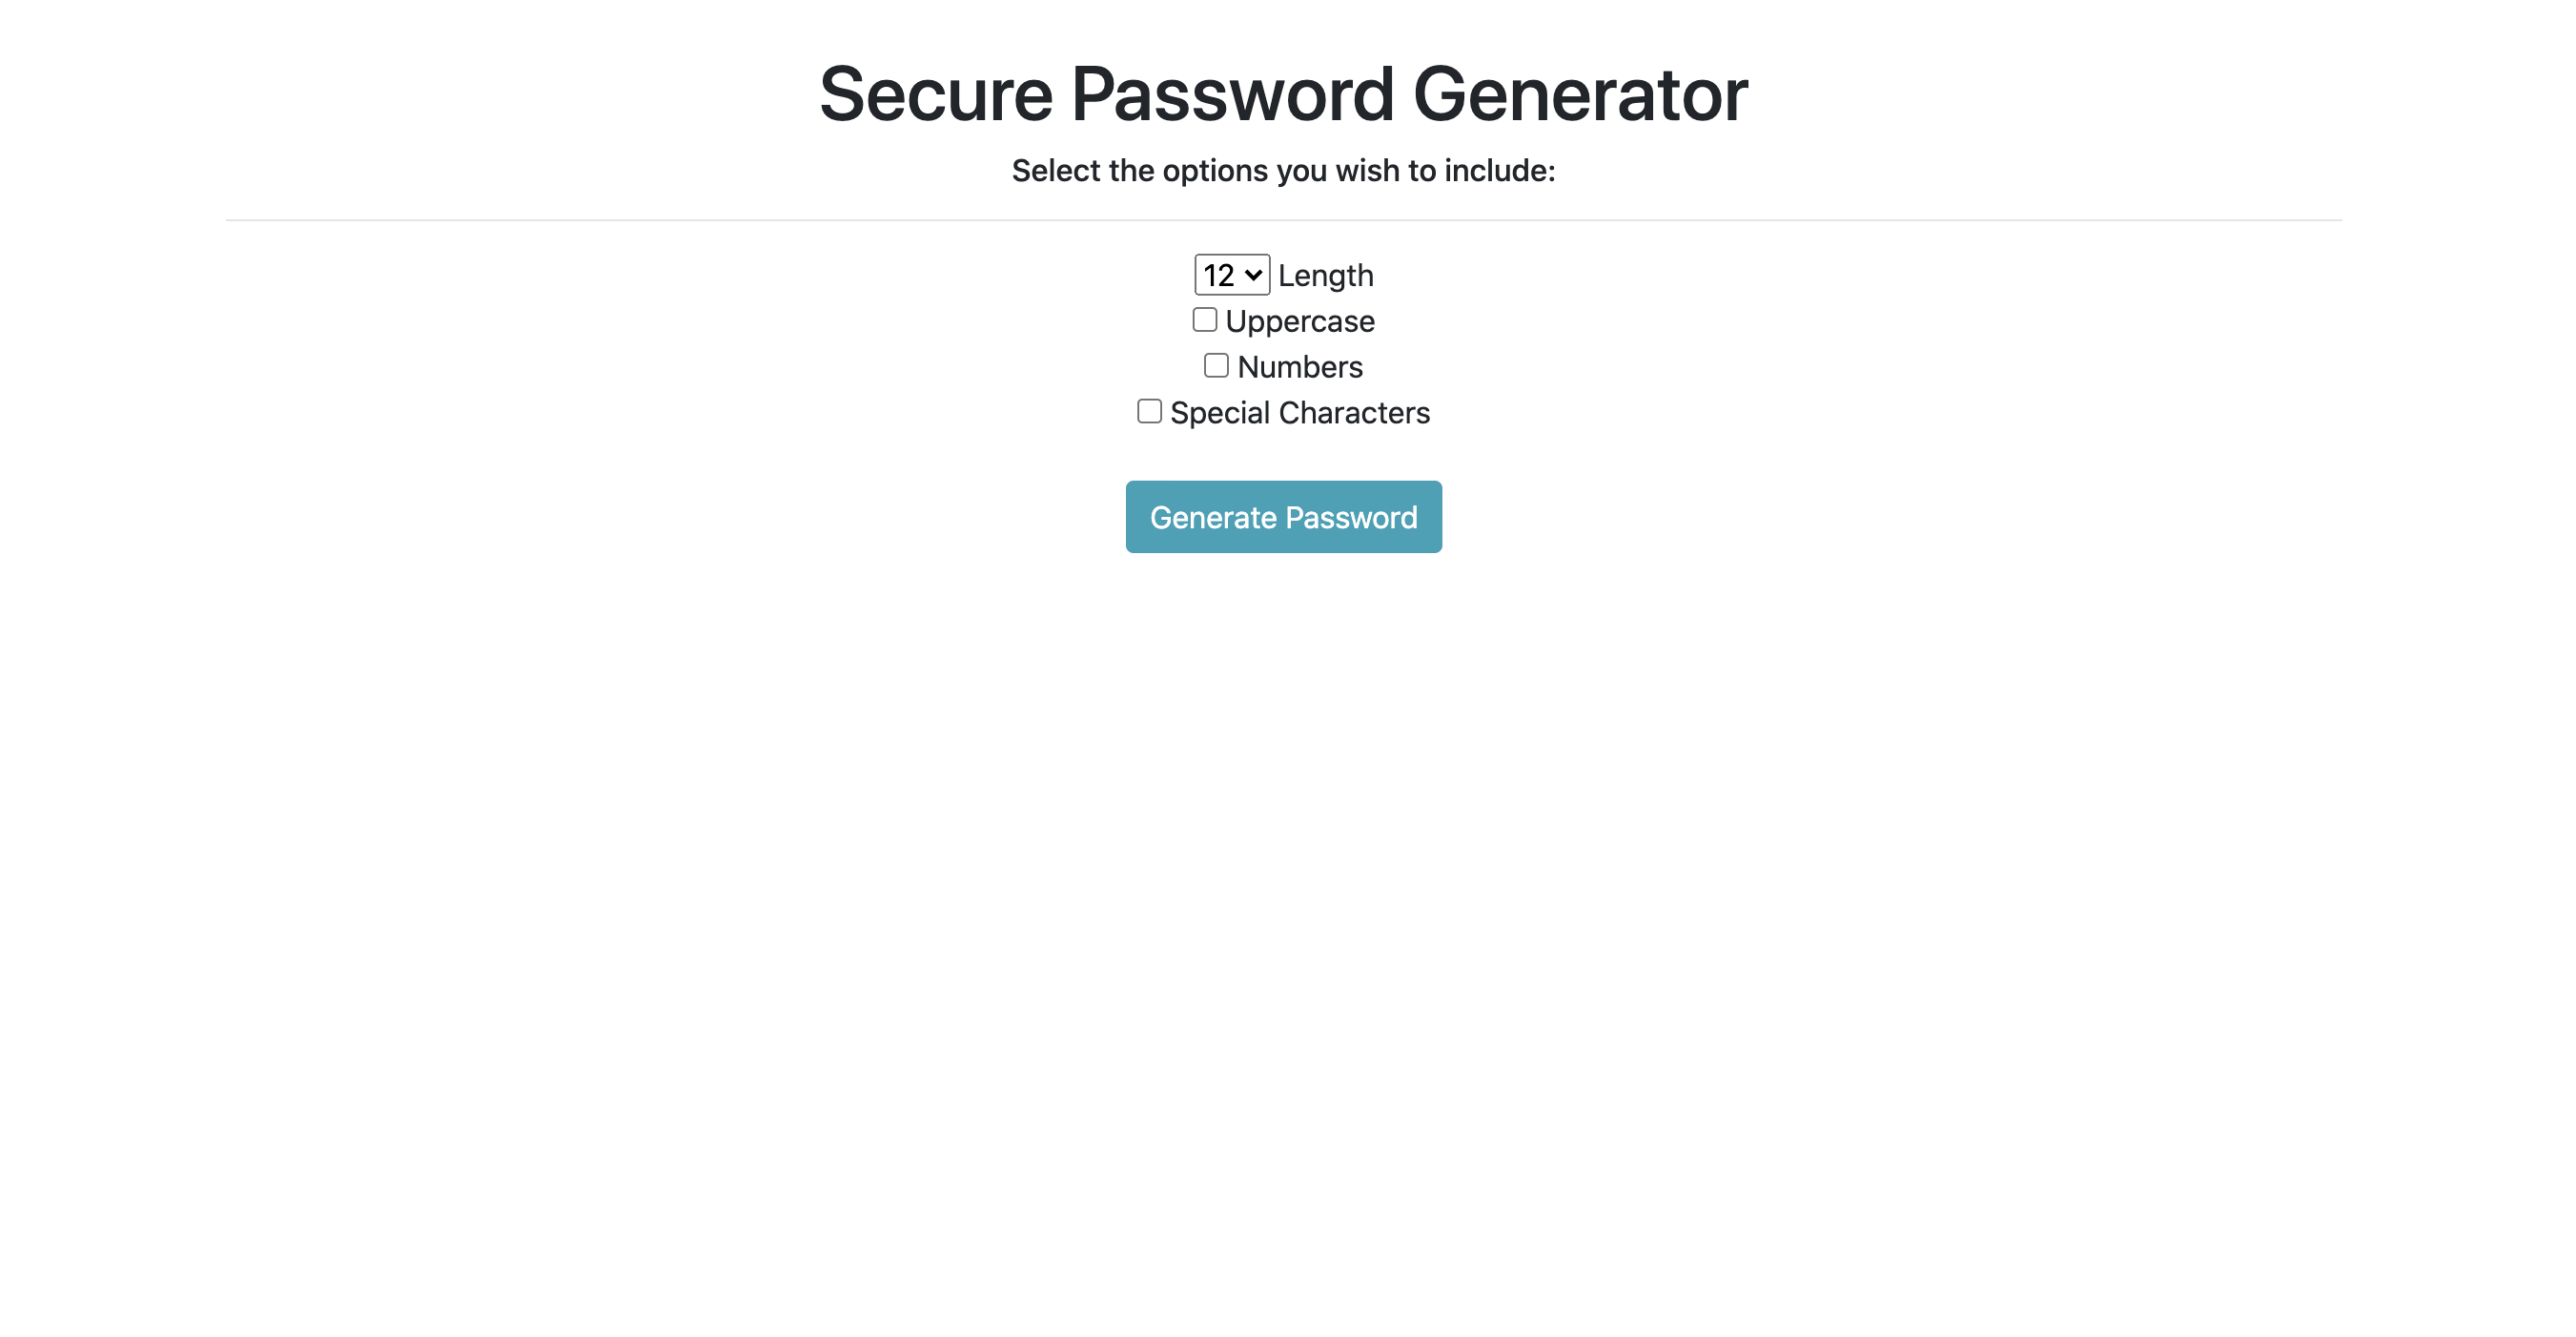 Secure Password Generator
Select the options you wish to include:
12 Length
Uppercase
Numbers
Special Characters
Generate Password